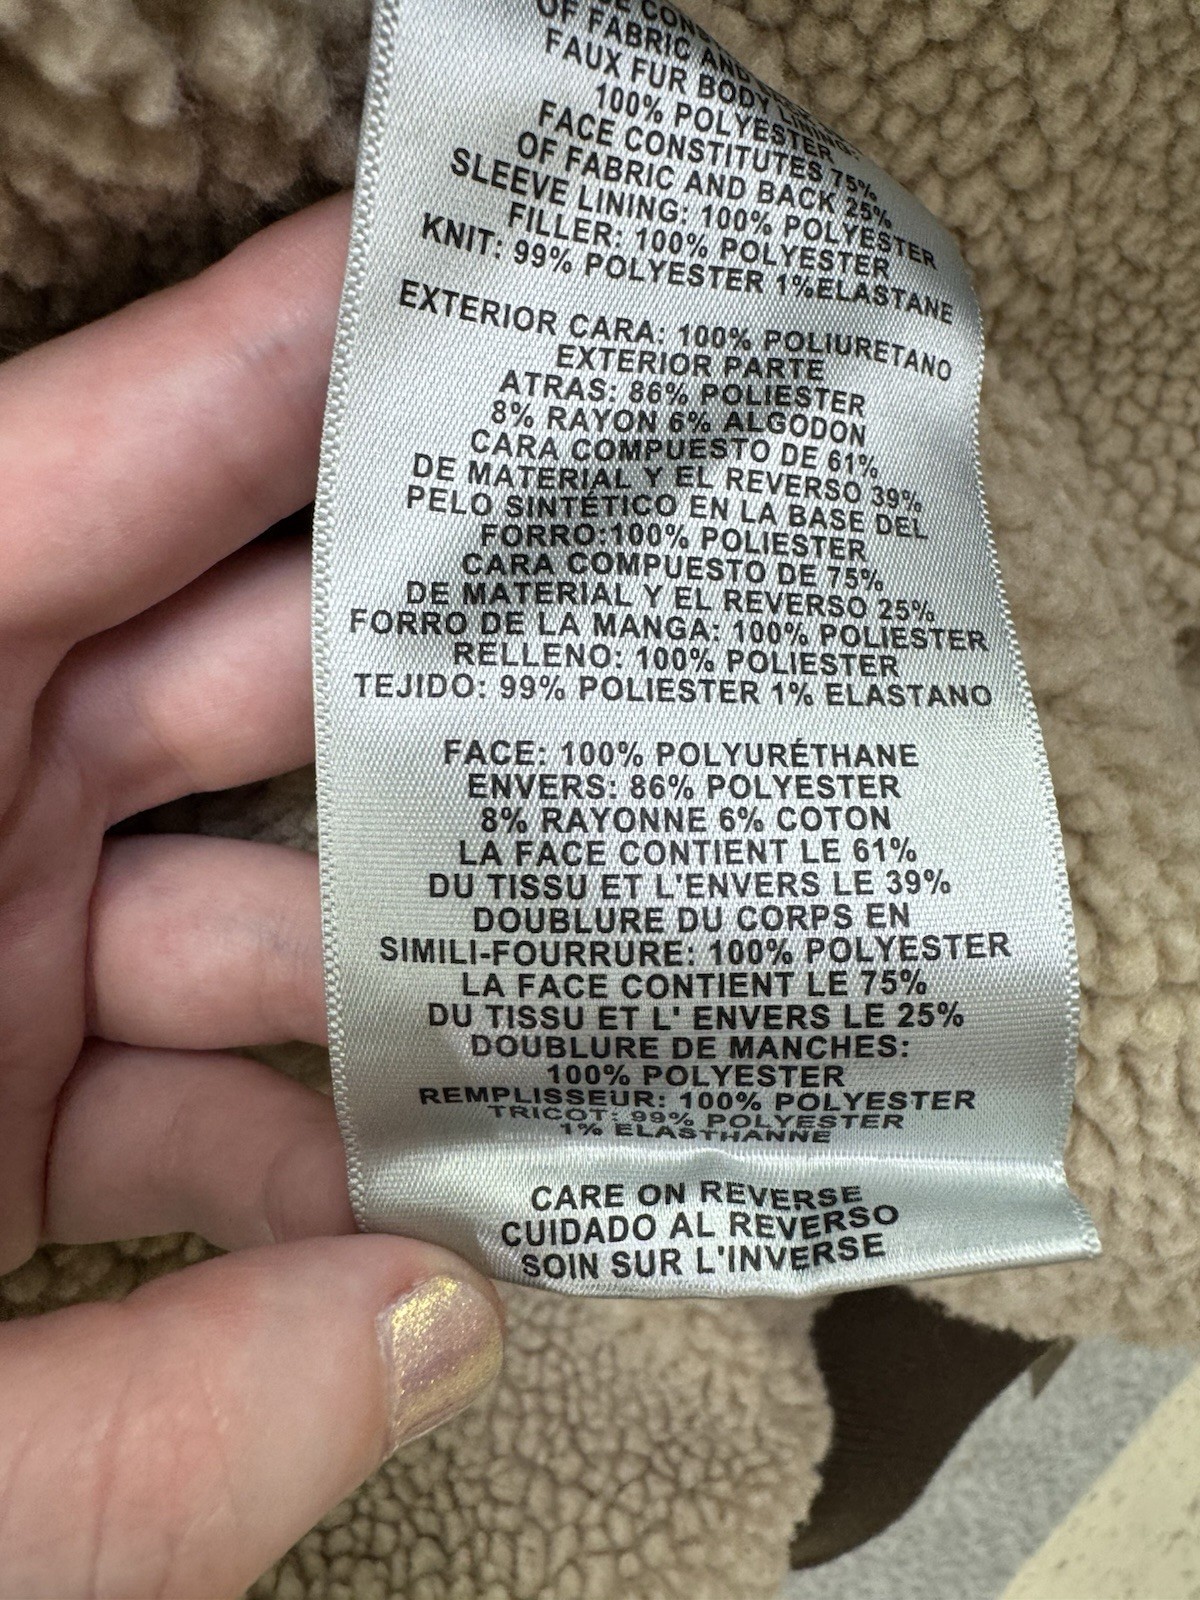 OF FABRIC AND
FAUX FUR BODY LINING:
100% POLYESTER
FACE CONSTITUTES 75%
OF FABRIC AND BACK 25%
SLEEVE LINING: 100% POLYESTER
FILLER: 100% POLYESTER
KNIT: 99% POLYESTER 1%ELASTANE
EXTERIOR CARA: 100% POLIURETANO
EXTERIOR PARTE
ATRAS: 86% POLIESTER
8% RAYON 6% ALGODON
CARA COMPUESTO DE 61%
DE MATERIAL Y EL REVERSO 39%
PELO SINTÉTICO EN LA BASE DEL
FORRO:100% POLIESTER
CARA COMPUESTO DE 75%
DE MATERIAL Y EL REVERSO 25%
FORRO DE LA MANGA: 100% POLIESTER
RELLENO: 100% POLIESTER
TEJIDO: 99% POLIESTER 1% ELASTANO
FACE: 100% POLYURÉTHANE
ENVERS: 86% POLYESTER
8% RAYONNE 6% COTON
LA FACE CONTIENT LE 61%
DU TISSU ET L'ENVERS LE 39%
DOUBLURE DU CORPS EN
SIMILI-FOURRURE: 100% POLYESTER
LA FACE CONTIENT LE 75%
DU TISSU ET L' ENVERS LE 25%
DOUBLURE DE MANCHES:
100% POLYESTER
REMPLISSEUR: 100% POLYESTER
TRICOT: 99% POLYESTER
1% ELASTHANNE
CARE ON REVERSE
CUIDADO AL REVERSO
SOIN SUR L'INVERSE